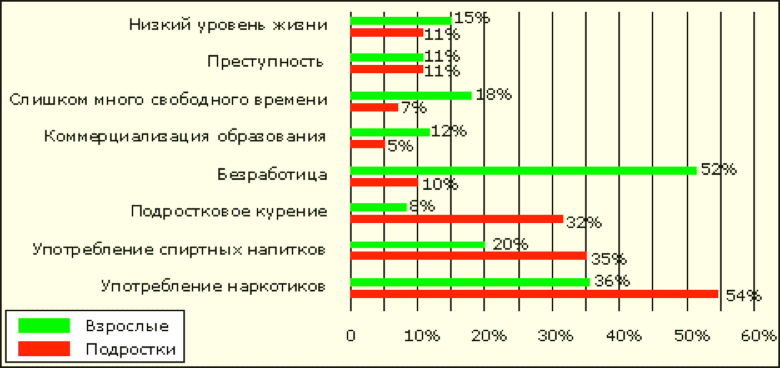 Низкий уровень жизни
15%
11%
Преступность
11%
11%
Слишком много свободного времени
18%
7%
Коммерциализация образования
12%
5%
Безработица
52%
10%
Подростковое курение
8%
32%
Употребление спиртных напитков
20%
35%
Употребление наркотиков
36%
54%
Взрослые
Подростки
0 10% 20% 30% 40% 50% 60%